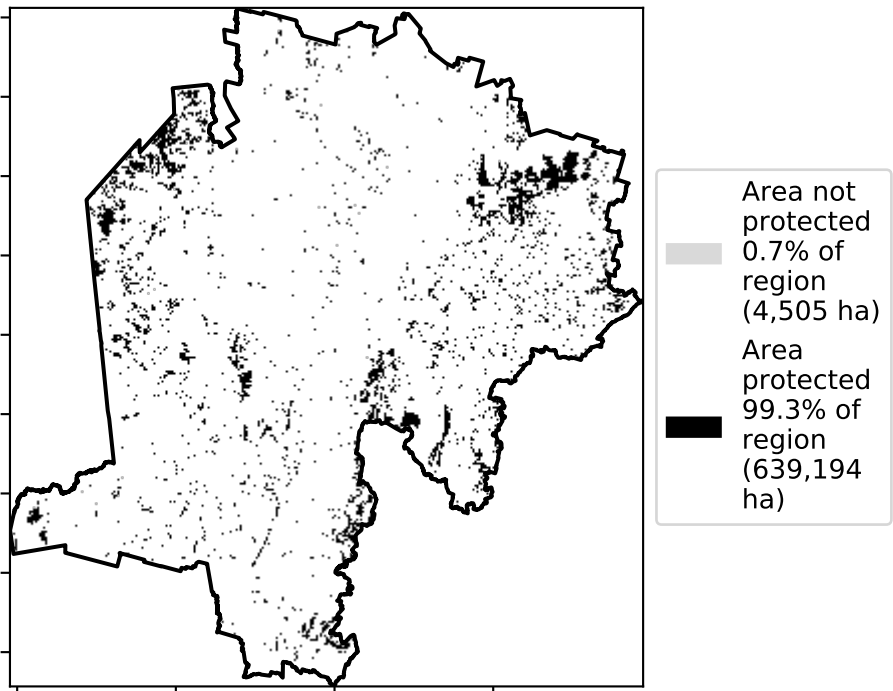 Area not
protected
0.7% of
region
(4,505 ha)
Area
protected
99.3% of
region
(639,194
ha)